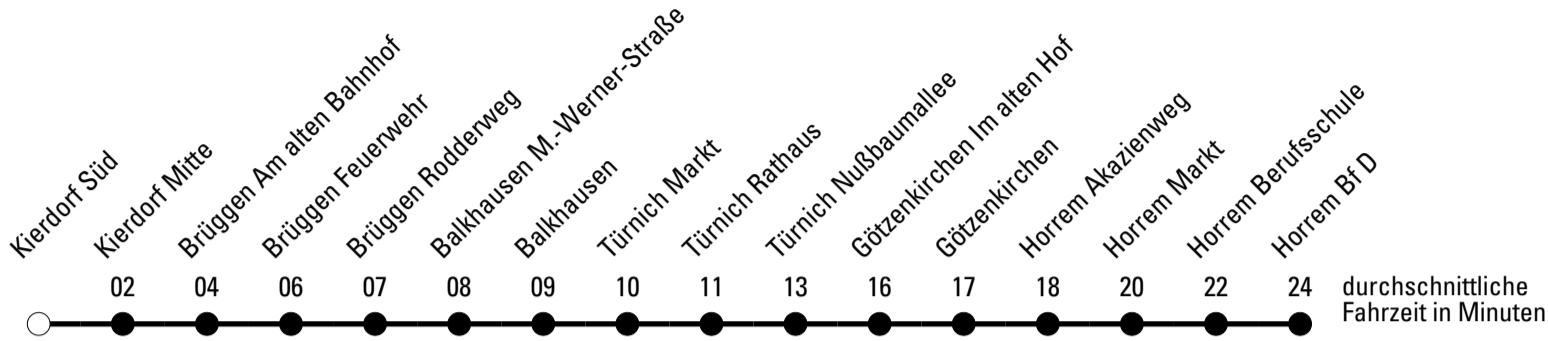 Kierdorf Süd
Kierdorf Mitte
Brüggen Am alten Bahnhof
Brüggen Feuerwehr
Brüggen Rodderweg
Balkhausen M.-Werner-Straße
Balkhausen
Türnich Markt
Türnich Rathaus
Türnich Nußbaumallee
Götzenkirchen Im alten Hof
Götzenkirchen
Horrem Akazienweg
Horrem Markt
Horrem Berufsschule
Horrem Bf D
02 04 06 07 08 09 10 11 13 16 17 18 20 22 24
durchschnittliche
Fahrzeit in Minuten